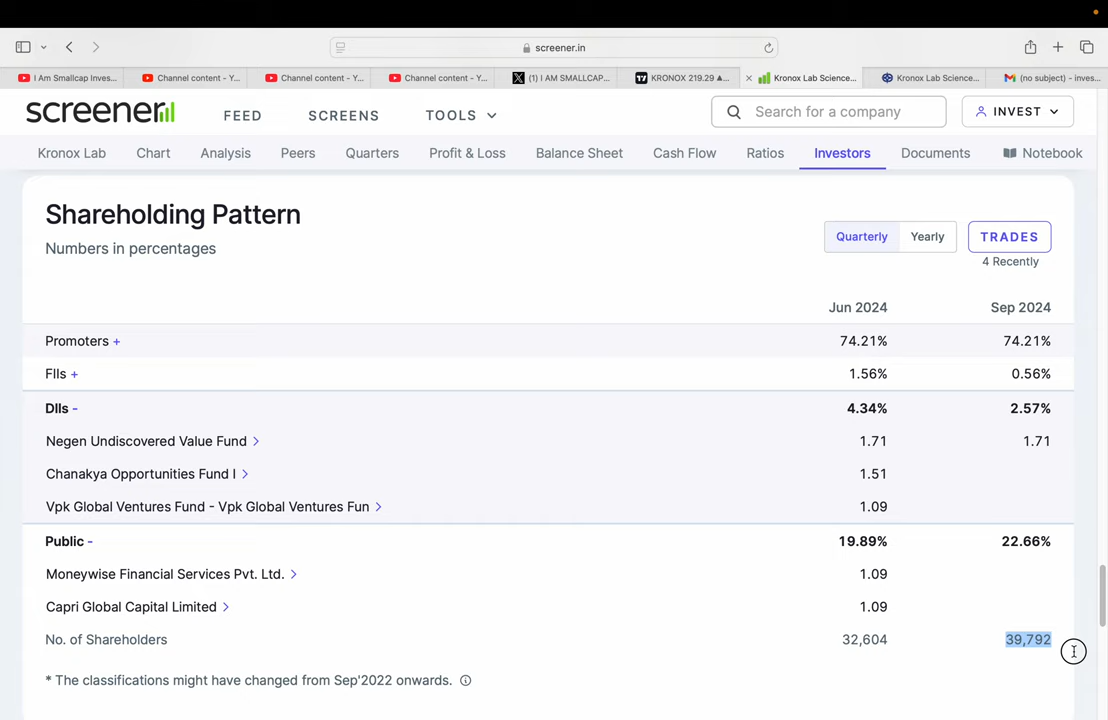 screener.in
I Am Smallcap Inves...
Channel content - Y...
Channel content - Y...
Channel content - Y...
(1) I AM SMALLCAP...
KRONOX 219.29 ▲...
Kronox Lab Science...
Kronox Lab Science...
(no subject) - inves...
screener
FEED
SCREENS
TOOLS
Search for a company
INVEST
Kronox Lab
Chart
Analysis
Peers
Quarters
Profit & Loss
Balance Sheet
Cash Flow
Ratios
Investors
Documents
Notebook
Shareholding Pattern
Numbers in percentages
Quarterly
Yearly
TRADES
4 Recently
Jun 2024 Sep 2024
Promoters + 74.21% 74.21%
FIIs + 1.56% 0.56%
DIIs - 4.34% 2.57%
Negen Undiscovered Value Fund 1.71 1.71
Chanakya Opportunities Fund I 1.51
Vpk Global Ventures Fund - Vpk Global Ventures Fun 1.09
Public - 19.89% 22.66%
Moneywise Financial Services Pvt. Ltd. 1.09
Capri Global Capital Limited 1.09
No. of Shareholders 32,604 39,792
* The classifications might have changed from Sep'2022 onwards.